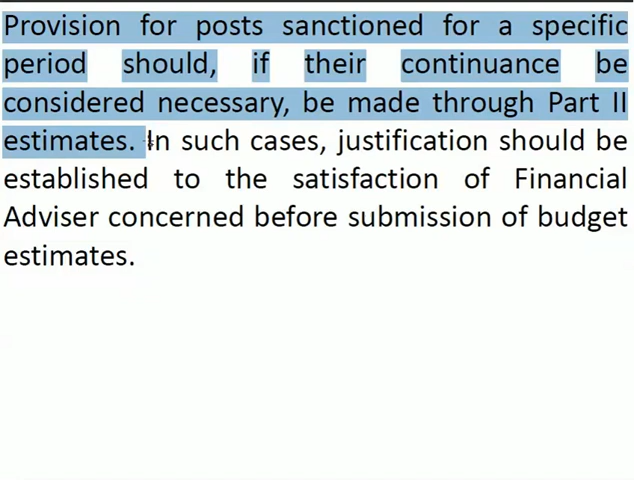 Provision for posts sanctioned for a specific
period should, if their continuance be
considered necessary, be made through Part II
estimates. In such cases, justification should be
established to the satisfaction of Financial
Adviser concerned before submission of budget
estimates.